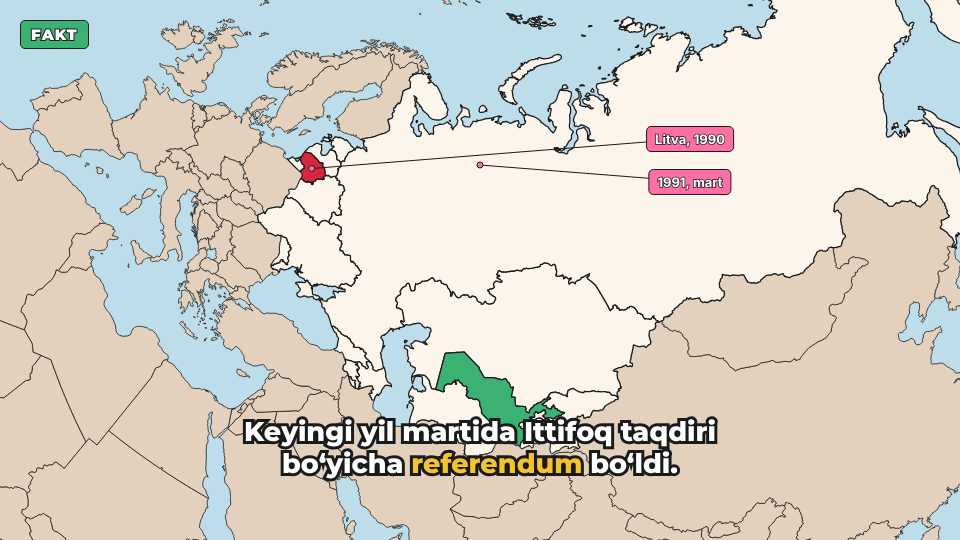 FAKT
Litva, 1990
1991, mart
Keyingi yil martida Ittifoq taqdiri
bo‘yicha referendum bo‘ldi.